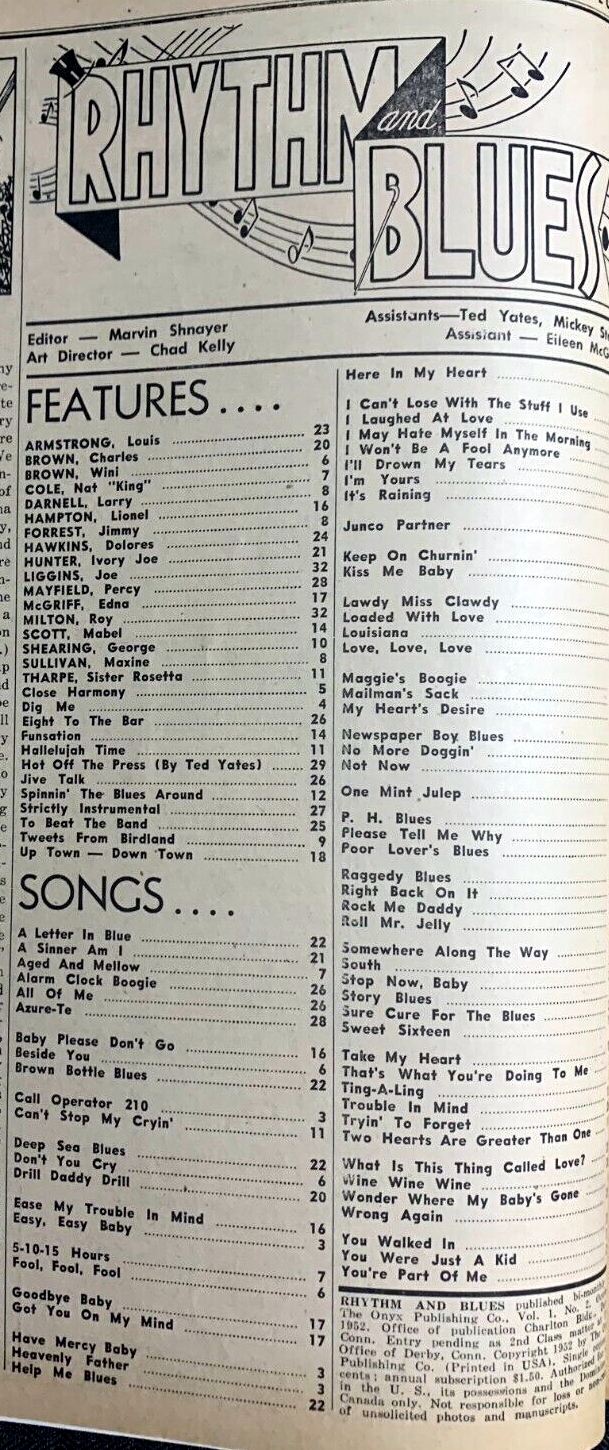 RHYTHM and BLUES
Editor — Marvin Shnayer
Art Director — Chad Kelly
Assistants—Ted Yates, Mickey
Assistant — Eileen
FEATURES ....
ARMSTRONG, Louis 23
BROWN, Charles 20
BROWN, Wini 6
COLE, Nat "King" 7
DARNELL, Larry 8
HAMPTON, Lionel 16
FORREST, Jimmy 8
HAWKINS, Dolores 24
HUNTER, Ivory Joe 21
LIGGINS, Joe 32
MAYFIELD, Percy 28
McGRIFF, Edna 17
MILTON, Roy 32
SCOTT, Mabel 14
SHEARING, George 10
SULLIVAN, Maxine 8
THARPE, Sister Rosetta 11
Close Harmony 5
Dig Me 4
Eight To The Bar 26
Funsation 14
Hallelujah Time 11
Hot Off The Press (By Ted Yates) 29
Jive Talk 26
Spinnin' The Blues Around 12
Strictly Instrumental 27
To Beat The Band 25
Tweets From Birdland 9
Up Town — Down Town 18
SONGS ....
A Letter In Blue 22
A Sinner Am I 21
Aged And Mellow 7
Alarm Clock Boogie 26
All Of Me 26
Azure-Te 28
Baby Please Don't Go 16
Beside You 6
Brown Bottle Blues 22
Call Operator 210 3
Can't Stop My Cryin' 11
Deep Sea Blues 22
Don't You Cry 6
Drill Daddy Drill 20
Ease My Trouble In Mind 16
Easy, Easy Baby 3
5-10-15 Hours 7
Fool, Fool, Fool 6
Goodbye Baby 17
Got You On My Mind 17
Have Mercy Baby 3
Heavenly Father 3
Help Me Blues 22
Here In My Heart
I Can't Lose With The Stuff I Use
I Laughed At Love
I May Hate Myself In The Morning
I Won't Be A Fool Anymore
I'll Drown My Tears
I'm Yours
It's Raining
Junco Partner
Keep On Churnin'
Kiss Me Baby
Lawdy Miss Clawdy
Loaded With Love
Louisiana
Love, Love, Love
Maggie's Boogie
Mailman's Sack
My Heart's Desire
Newspaper Boy Blues
No More Doggin'
Not Now
One Mint Julep
P. H. Blues
Please Tell Me Why
Poor Lover's Blues
Raggedy Blues
Right Back On It
Rock Me Daddy
Roll Mr. Jelly
Somewhere Along The Way
South
Stop Now, Baby
Story Blues
Sure Cure For The Blues
Sweet Sixteen
Take My Heart
That's What You're Doing To Me
Ting-A-Ling
Trouble In Mind
Tryin' To Forget
Two Hearts Are Greater Than One
What Is This Thing Called Love?
Wine Wine Wine
Wonder Where My Baby's Gone
Wrong Again
You Walked In
You Were Just A Kid
You're Part Of Me
RHYTHM AND BLUES published
The Onyx Publishing Co., Vol. 1, No. 2,
1952. Office of publication Charlton
Conn. Entry pending as 2nd Class matter
Office of Derby, Conn. Copyright 1952 by
Publishing Co. (Printed in USA). Single
cents; annual subscription $1.50. Authorized
in the U. S., its possessions and the
Canada only. Not responsible for loss or
of unsolicited photos and manuscripts.